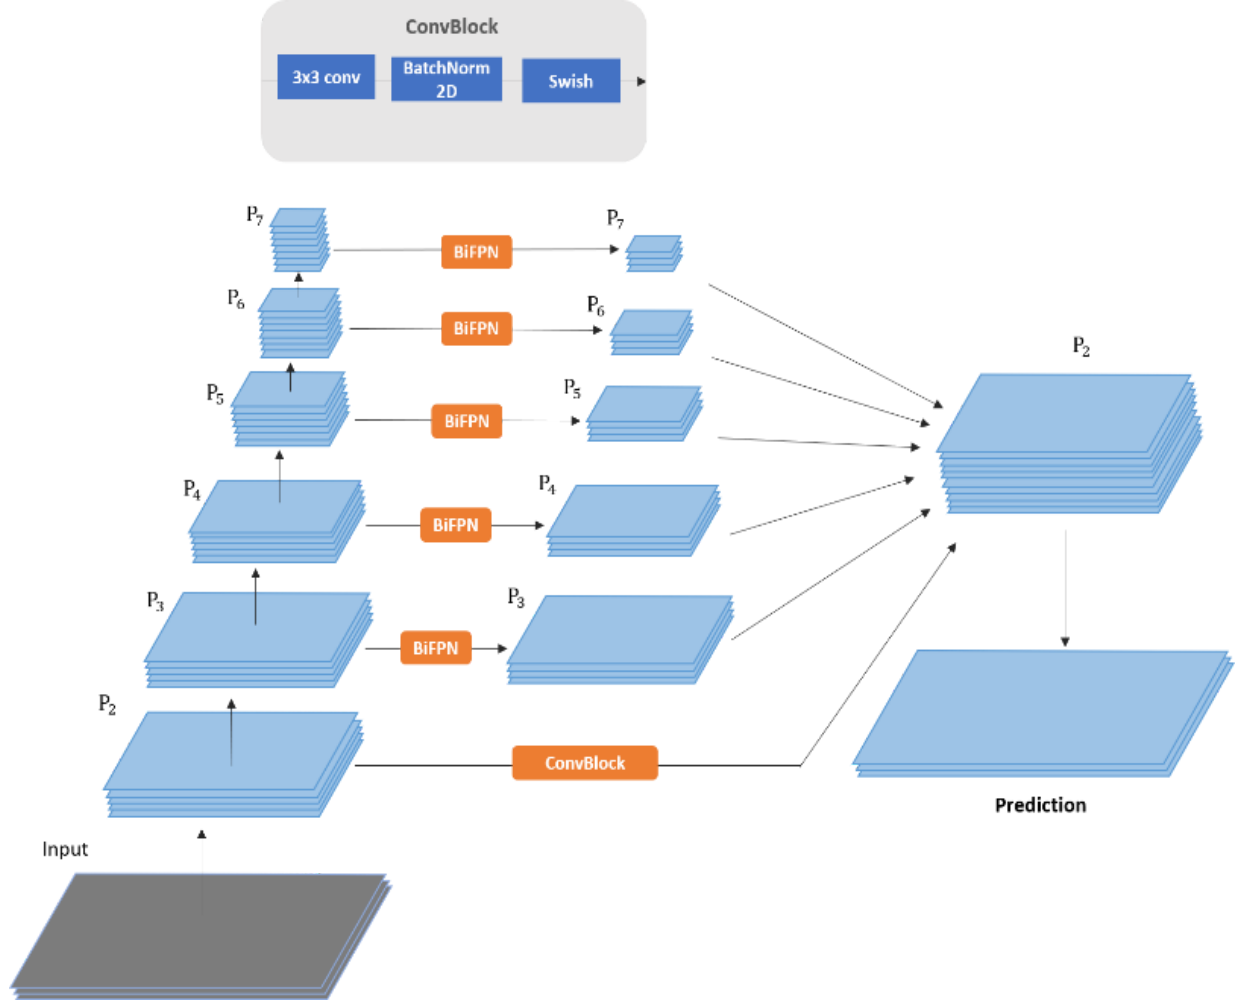 ConvBlock
3x3 conv
BatchNorm
2D
Swish
P7
BiFPN
P7
P6
BiFPN
P6
P5
BiFPN
P5
P4
BiFPN
P4
P3
BiFPN
P3
P2
ConvBlock
P2
Prediction
Input